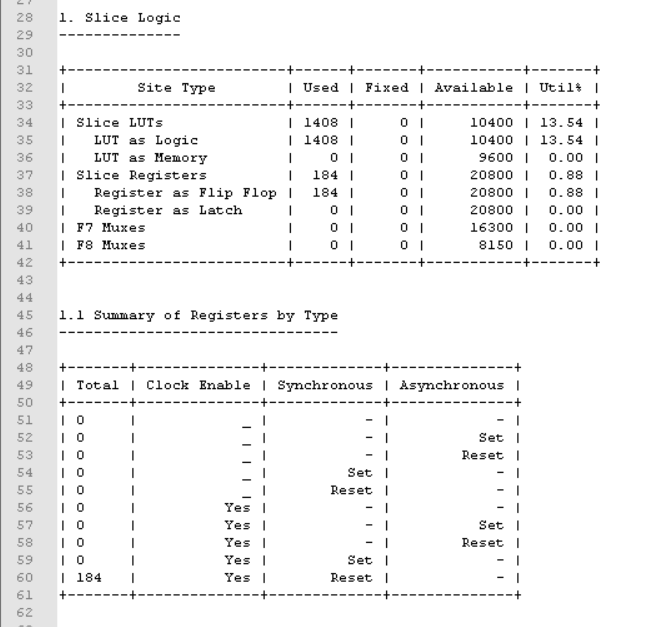 28 1. Slice Logic
29 --------------
30
31 +---------------------------+------+-------+-----------+-------+
32 |         Site Type         | Used | Fixed | Available | Util% |
33 +---------------------------+------+-------+-----------+-------+
34 | Slice LUTs                | 1408 |     0 |     10400 | 13.54 |
35 |   LUT as Logic            | 1408 |     0 |     10400 | 13.54 |
36 |   LUT as Memory           |    0 |     0 |      9600 |  0.00 |
37 | Slice Registers           |  184 |     0 |     20800 |  0.88 |
38 |   Register as Flip Flop   |  184 |     0 |     20800 |  0.88 |
39 |   Register as Latch       |    0 |     0 |     20800 |  0.00 |
40 | F7 Muxes                  |    0 |     0 |     16300 |  0.00 |
41 | F8 Muxes                  |    0 |     0 |      8150 |  0.00 |
42 +---------------------------+------+-------+-----------+-------+
43
44
45 1.1 Summary of Registers by Type
46 --------------------------------
47
48 +-------+--------------+-------------+--------------+
49 | Total | Clock Enable | Synchronous | Asynchronous |
50 +-------+--------------+-------------+--------------+
51 | 0     |            _ |           - |            - |
52 | 0     |            _ |           - |          Set |
53 | 0     |            _ |           - |        Reset |
54 | 0     |            _ |         Set |            - |
55 | 0     |            _ |       Reset |            - |
56 | 0     |          Yes |           - |            - |
57 | 0     |          Yes |           - |          Set |
58 | 0     |          Yes |           - |        Reset |
59 | 0     |          Yes |         Set |            - |
60 | 184   |          Yes |       Reset |            - |
61 +-------+--------------+-------------+--------------+
62